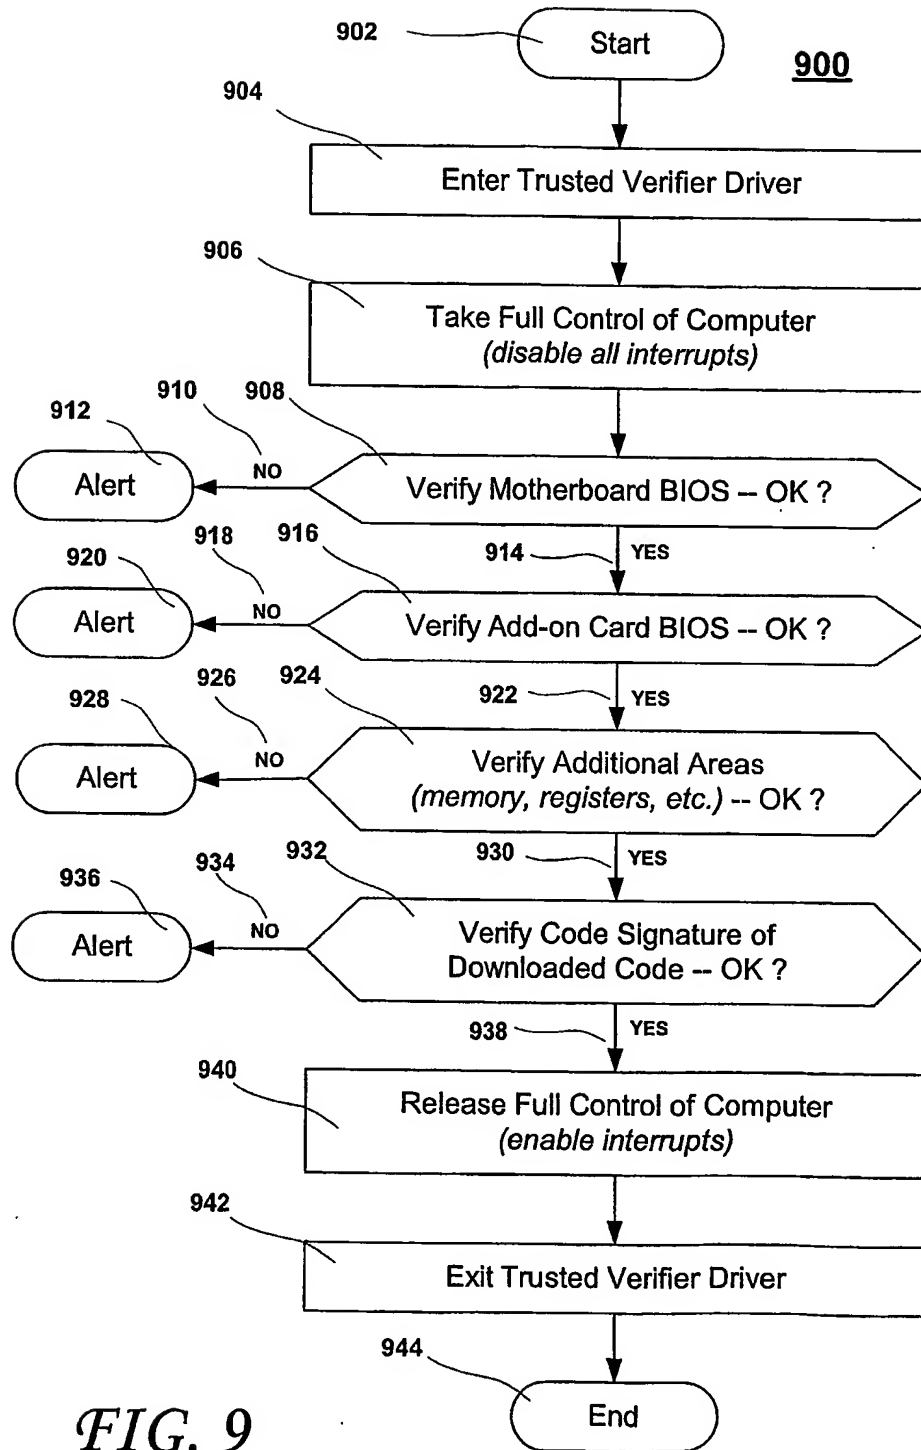 902
Start
900
904
Enter Trusted Verifier Driver
906
Take Full Control of Computer
(disable all interrupts)
910
908
912
NO
Alert
Verify Motherboard BIOS -- OK ?
914
YES
918
916
920
NO
Alert
Verify Add-on Card BIOS -- OK ?
922
YES
924
926
928
NO
Alert
Verify Additional Areas
(memory, registers, etc.) -- OK ?
930
YES
932
934
936
NO
Alert
Verify Code Signature of
Downloaded Code -- OK ?
938
YES
940
Release Full Control of Computer
(enable interrupts)
942
Exit Trusted Verifier Driver
944
End
FIG. 9